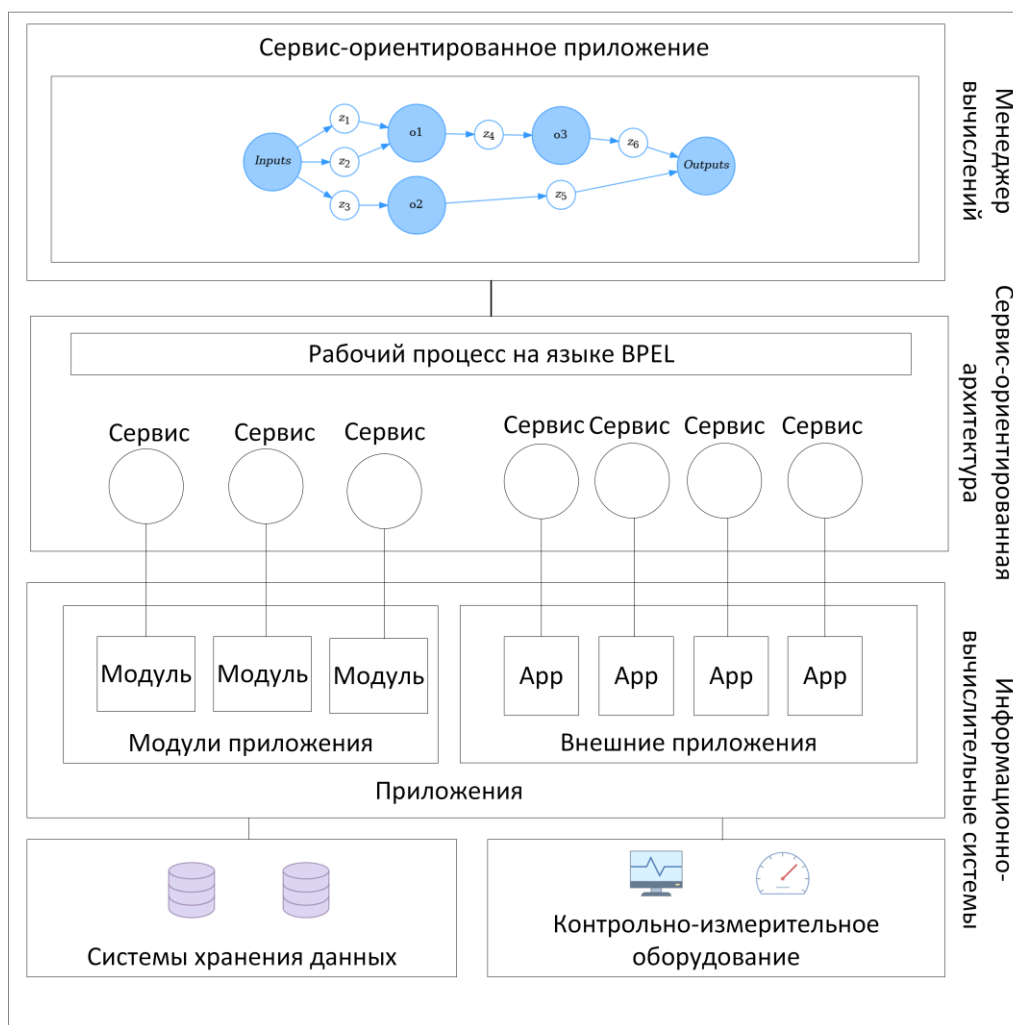 Сервис-ориентированное приложение
Inputs
z1
z2
z3
o1
o2
z4
o3
z5
z6
Outputs
Менеджер
вычислений
Рабочий процесс на языке BPEL
Сервис
Сервис
Сервис
Сервис
Сервис
Сервис
Сервис
Сервис-ориентированная
архитектура
Модуль
Модуль
Модуль
Модули приложения
App
App
App
App
Внешние приложения
Приложения
Системы хранения данных
Контрольно-измерительное
оборудование
Информационно-
вычислительные системы